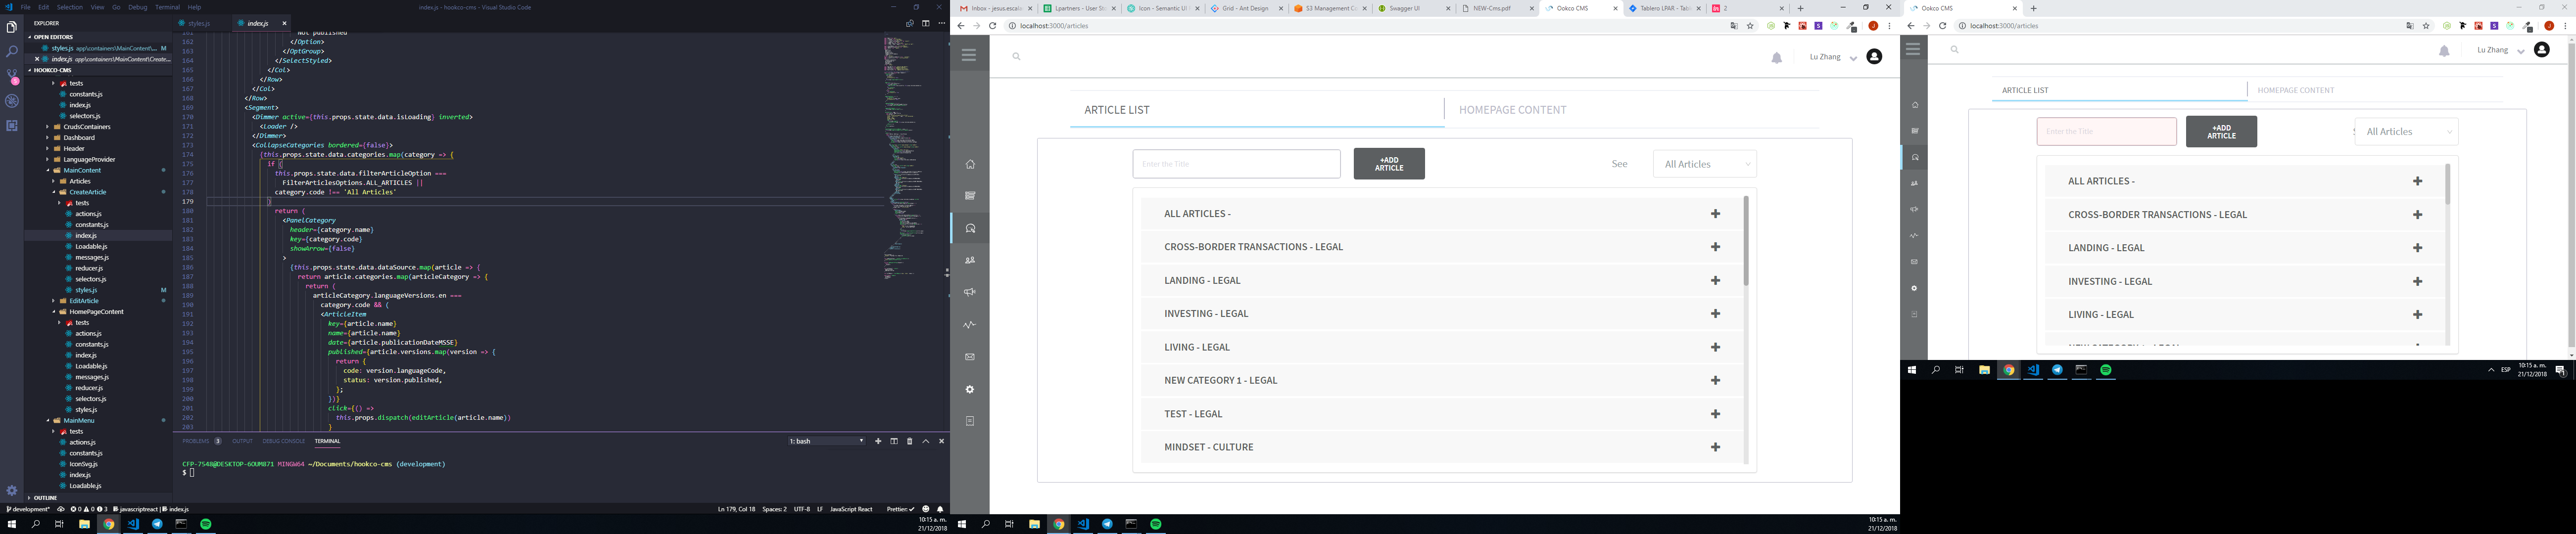 File Edit Selection View Go Debug Terminal Help
index.js - hookco-cms - Visual Studio Code
EXPLORER
OPEN EDITORS
styles.js app\containers\MainContent\... M
index.js app\containers\MainContent\Create...
HOOKCO-CMS
tests
constants.js
index.js
selectors.js
CrudsContainers
Dashboard
Header
LanguageProvider
MainContent
Articles
CreateArticle
tests
actions.js
constants.js
index.js
Loadable.js
messages.js
reducer.js
selectors.js
styles.js M
EditArticle
HomePageContent
tests
actions.js
constants.js
index.js
Loadable.js
messages.js
reducer.js
selectors.js
styles.js
MainMenu
tests
actions.js
constants.js
IconSvg.js
index.js
Loadable.js
OUTLINE
styles.js index.js
161 Not published
162 </Option>
163 </OptGroup>
164 </SelectStyled>
165 </Col>
166 </Row>
167 </Col>
168 </Row>
169 <Segment>
170 <Dimmer active={this.props.state.data.isLoading} inverted>
171 <Loader />
172 </Dimmer>
173 <CollapseCategories bordered={false}>
174 {this.props.state.data.categories.map(category => {
175 if (
176 this.props.state.data.filterArticleOption ===
177 FilterArticlesOptions.ALL_ARTICLES ||
178 category.code !== 'All Articles'
179 )
180 return (
181 <PanelCategory
182 header={category.name}
183 key={category.code}
184 showArrow={false}
185 >
186 {this.props.state.data.dataSource.map(article => {
187 return article.categories.map(articleCategory => {
188 return (
189 articleCategory.languageVersions.en ===
190 category.code && (
191 <ArticleItem
192 key={article.name}
193 name={article.name}
194 date={article.publicationDateMSSE}
195 published={article.versions.map(version => {
196 return {
197 code: version.languageCode,
198 status: version.published,
199 };
200 })}
201 click={() =>
202 this.props.dispatch(editArticle(article.name))
203 }
PROBLEMS 3 OUTPUT DEBUG CONSOLE TERMINAL
1: bash
CFP-7548@DESKTOP-6OUM871 MINGW64 ~/Documents/hookco-cms (development)
$
development* 0 0 3 javascriptreact | index.js
Ln 179, Col 18 Spaces: 2 UTF-8 LF JavaScript React Prettier: ✓
10:15 a. m.
21/12/2018
Inbox - jesus.escale
Lpartners - User Sto
Icon - Semantic UI R
Grid - Ant Design
S3 Management Co
Swagger UI
NEW-Cms.pdf
Ookco CMS
Tablero LPAR - Table
2
localhost:3000/articles
Lu Zhang
ARTICLE LIST
HOMEPAGE CONTENT
Enter the Title
+ADD
ARTICLE
See
All Articles
ALL ARTICLES -
CROSS-BORDER TRANSACTIONS - LEGAL
LANDING - LEGAL
INVESTING - LEGAL
LIVING - LEGAL
NEW CATEGORY 1 - LEGAL
TEST - LEGAL
MINDSET - CULTURE
10:15 a. m.
21/12/2018
Ookco CMS
localhost:3000/articles
Lu Zhang
ARTICLE LIST
HOMEPAGE CONTENT
Enter the Title
+ADD
ARTICLE
All Articles
ALL ARTICLES -
CROSS-BORDER TRANSACTIONS - LEGAL
LANDING - LEGAL
INVESTING - LEGAL
LIVING - LEGAL
NEW CATEGORY 1 - LEGAL
ESP
10:15 a. m.
21/12/2018